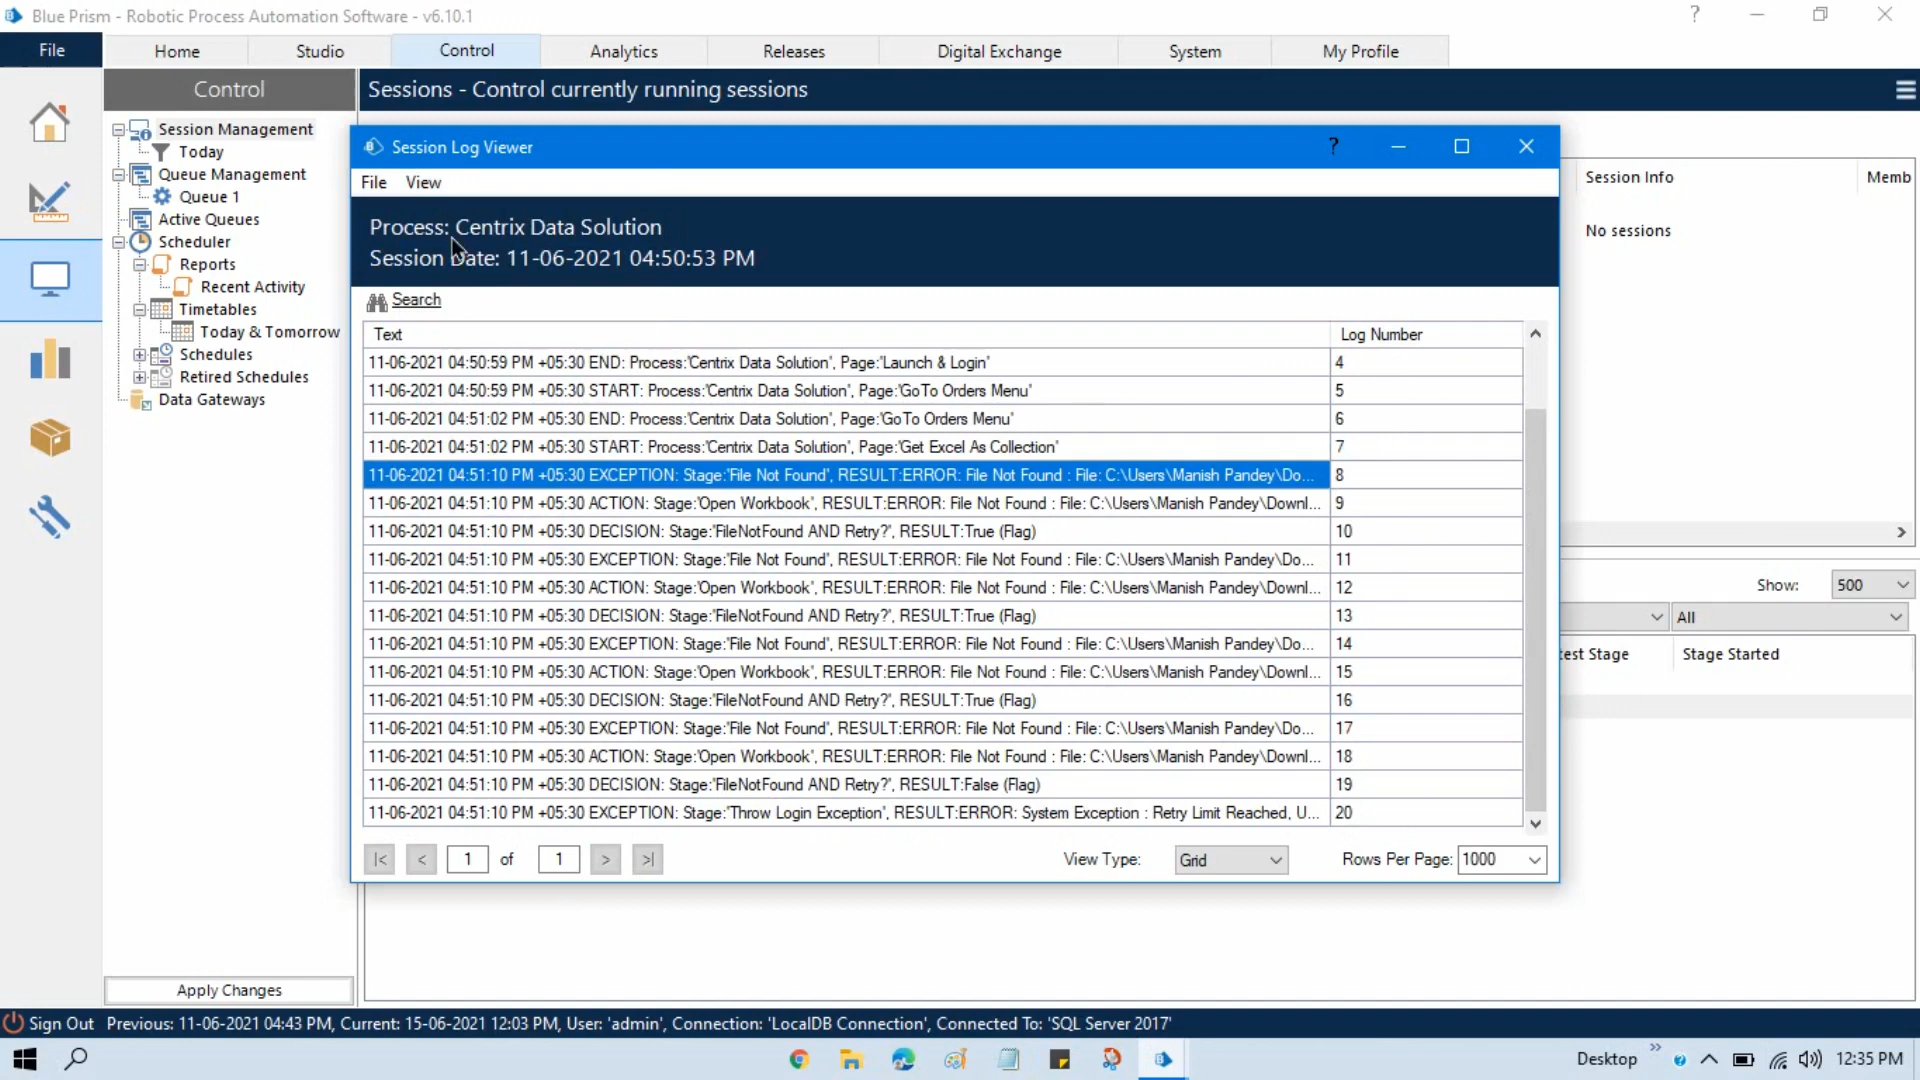 Blue Prism - Robotic Process Automation Software - v6.10.1
?
File Home Studio Control Analytics Releases Digital Exchange System My Profile
Control
Sessions - Control currently running sessions
Session Management
Today
Queue Management
Queue 1
Active Queues
Scheduler
Reports
Recent Activity
Timetables
Today & Tomorrow
Schedules
Retired Schedules
Data Gateways
Apply Changes
Session Log Viewer
?
File View
Process: Centrix Data Solution
Session Date: 11-06-2021 04:50:53 PM
Search
Text Log Number
11-06-2021 04:50:59 PM +05:30 END: Process:'Centrix Data Solution', Page:'Launch & Login' 4
11-06-2021 04:50:59 PM +05:30 START: Process:'Centrix Data Solution', Page:'GoTo Orders Menu' 5
11-06-2021 04:51:02 PM +05:30 END: Process:'Centrix Data Solution', Page:'GoTo Orders Menu' 6
11-06-2021 04:51:02 PM +05:30 START: Process:'Centrix Data Solution', Page:'Get Excel As Collection' 7
11-06-2021 04:51:10 PM +05:30 EXCEPTION: Stage:'File Not Found', RESULT:ERROR: File Not Found : File: C:\Users\Manish Pandey\Do... 8
11-06-2021 04:51:10 PM +05:30 ACTION: Stage:'Open Workbook', RESULT:ERROR: File Not Found : File: C:\Users\Manish Pandey\Downl... 9
11-06-2021 04:51:10 PM +05:30 DECISION: Stage:'FileNotFound AND Retry?', RESULT:True (Flag) 10
11-06-2021 04:51:10 PM +05:30 EXCEPTION: Stage:'File Not Found', RESULT:ERROR: File Not Found : File: C:\Users\Manish Pandey\Do... 11
11-06-2021 04:51:10 PM +05:30 ACTION: Stage:'Open Workbook', RESULT:ERROR: File Not Found : File: C:\Users\Manish Pandey\Downl... 12
11-06-2021 04:51:10 PM +05:30 DECISION: Stage:'FileNotFound AND Retry?', RESULT:True (Flag) 13
11-06-2021 04:51:10 PM +05:30 EXCEPTION: Stage:'File Not Found', RESULT:ERROR: File Not Found : File: C:\Users\Manish Pandey\Do... 14
11-06-2021 04:51:10 PM +05:30 ACTION: Stage:'Open Workbook', RESULT:ERROR: File Not Found : File: C:\Users\Manish Pandey\Downl... 15
11-06-2021 04:51:10 PM +05:30 DECISION: Stage:'FileNotFound AND Retry?', RESULT:True (Flag) 16
11-06-2021 04:51:10 PM +05:30 EXCEPTION: Stage:'File Not Found', RESULT:ERROR: File Not Found : File: C:\Users\Manish Pandey\Do... 17
11-06-2021 04:51:10 PM +05:30 ACTION: Stage:'Open Workbook', RESULT:ERROR: File Not Found : File: C:\Users\Manish Pandey\Downl... 18
11-06-2021 04:51:10 PM +05:30 DECISION: Stage:'FileNotFound AND Retry?', RESULT:False (Flag) 19
11-06-2021 04:51:10 PM +05:30 EXCEPTION: Stage:'Throw Login Exception', RESULT:ERROR: System Exception : Retry Limit Reached, U... 20
|< < 1 of 1 > >| View Type: Grid Rows Per Page: 1000
Session Info Memb
No sessions
Show: 500
All
test Stage Stage Started
Sign Out Previous: 11-06-2021 04:43 PM, Current: 15-06-2021 12:03 PM, User: 'admin', Connection: 'LocalDB Connection', Connected To: 'SQL Server 2017'
Desktop 12:35 PM